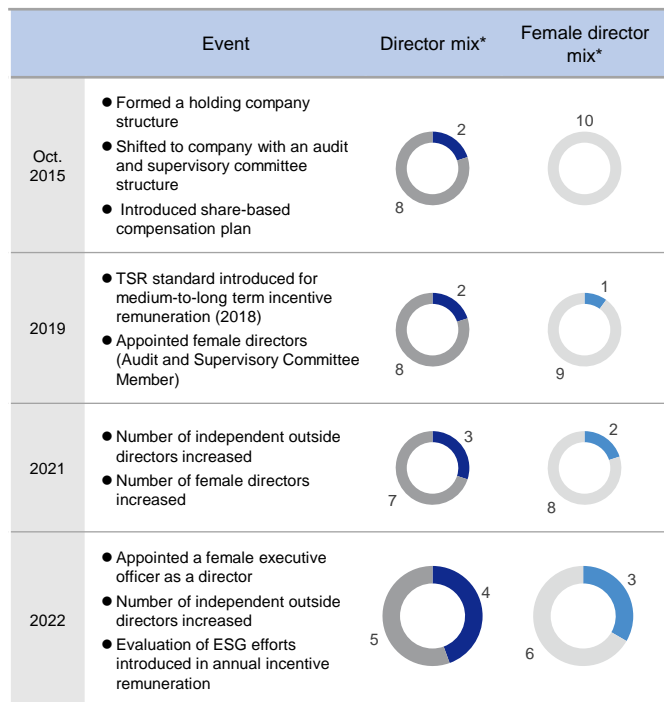 Event
Director mix*
Female director
mix*
Oct.
2015
● Formed a holding company
structure
● Shifted to company with an audit
and supervisory committee
structure
● Introduced share-based
compensation plan
2
8
10
2019
● TSR standard introduced for
medium-to-long term incentive
remuneration (2018)
● Appointed female directors
(Audit and Supervisory Committee
Member)
2
8
1
9
2021
● Number of independent outside
directors increased
● Number of female directors
increased
3
7
2
8
2022
● Appointed a female executive
officer as a director
● Number of independent outside
directors increased
● Evaluation of ESG efforts
introduced in annual incentive
remuneration
4
5
3
6